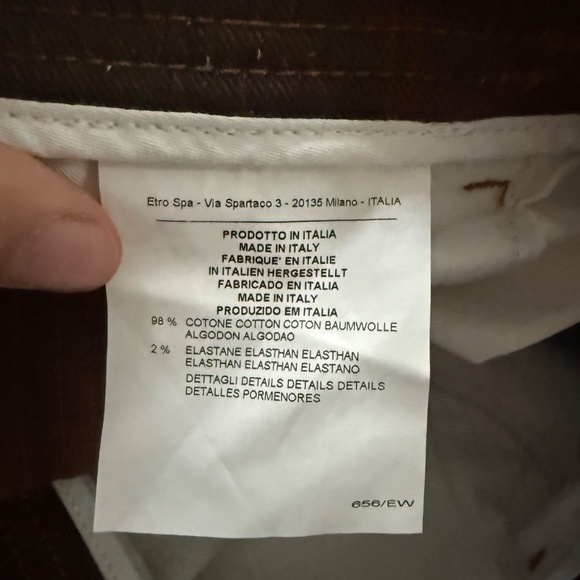 Etro Spa - Via Spartaco 3 - 20135 Milano - ITALIA
PRODOTTO IN ITALIA
MADE IN ITALY
FABRIQUE' EN ITALIE
IN ITALIEN HERGESTELLT
FABRICADO EN ITALIA
MADE IN ITALY
PRODUZIDO EM ITALIA
98 % COTONE COTTON COTON BAUMWOLLE
ALGODON ALGODAO
2 % ELASTANE ELASTHAN ELASTHAN
ELASTHAN ELASTHAN ELASTANO
DETTAGLI DETAILS DETAILS DETAILS
DETALLES PORMENORES
656/EW